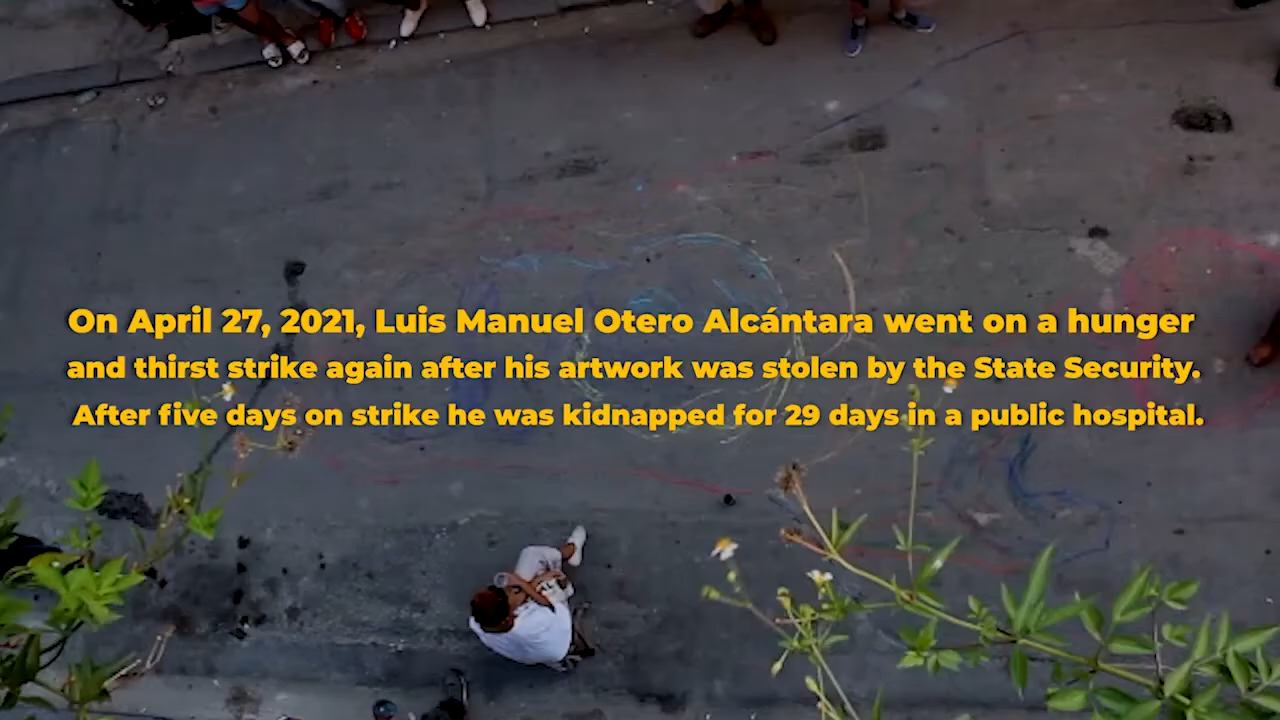 On April 27, 2021, Luis Manuel Otero Alcántara went on a hunger
and thirst strike again after his artwork was stolen by the State Security.
After five days on strike he was kidnapped for 29 days in a public hospital.